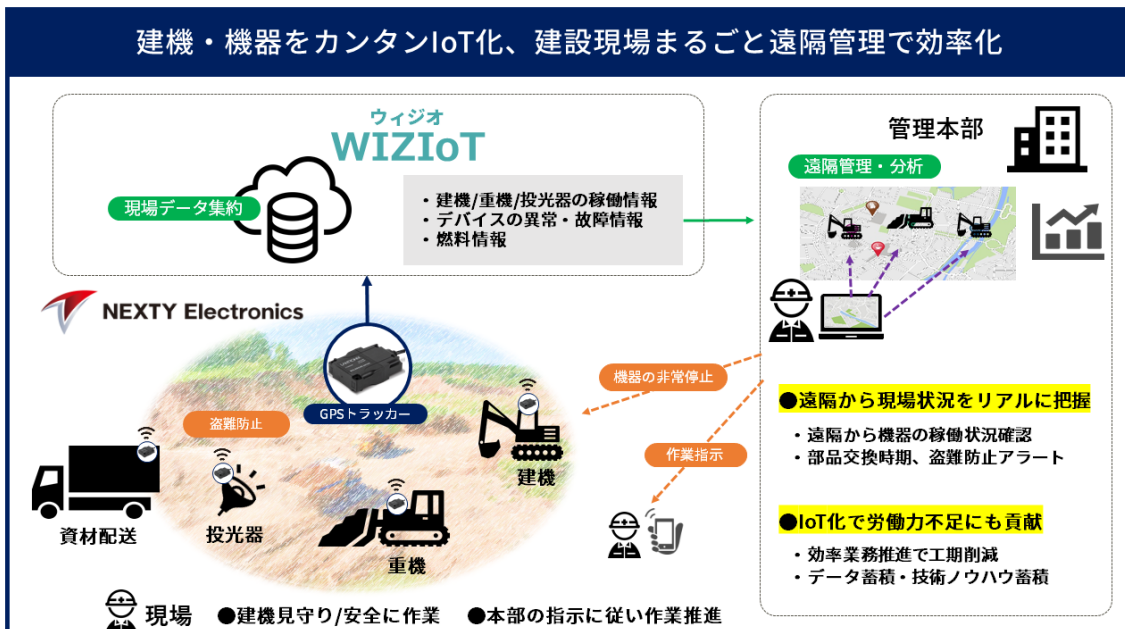 建機・機器をカンタンIoT化、建設現場まるごと遠隔管理で効率化
ウィジオ
WIZIoT
現場データ集約
・建機/重機/投光器の稼働情報
・デバイスの異常・故障情報
・燃料情報
管理本部
遠隔管理・分析
NEXTY Electronics
GPSトラッカー
盗難防止
資材配送
投光器
重機
建機
機器の非常停止
作業指示
●遠隔から現場状況をリアルに把握
・遠隔から機器の稼働状況確認
・部品交換時期、盗難防止アラート
●IoT化で労働力不足にも貢献
・効率業務推進で工期削減
・データ蓄積・技術ノウハウ蓄積
現場
●建機見守り/安全に作業
●本部の指示に従い作業推進